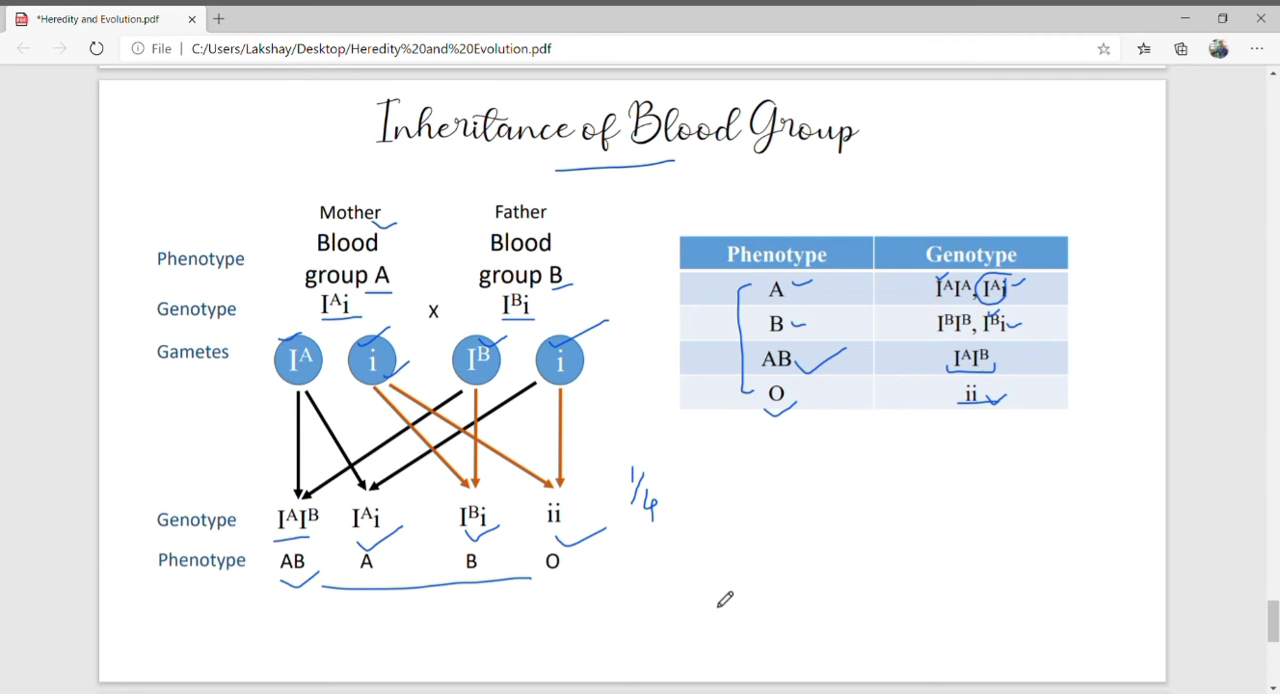 *Heredity and Evolution.pdf
File | C:/Users/Lakshay/Desktop/Heredity%20and%20Evolution.pdf
Inheritance of Blood Group
Mother Father
Phenotype Blood group A Blood group B
Genotype Iᴬi x Iᴮi
Gametes Iᴬ i Iᴮ i
Genotype IᴬIᴮ Iᴬi Iᴮi ii
Phenotype AB A B O
1/4
Phenotype Genotype
A IᴬIᴬ, Iᴬi
B IᴮIᴮ, Iᴮi
AB IᴬIᴮ
O ii